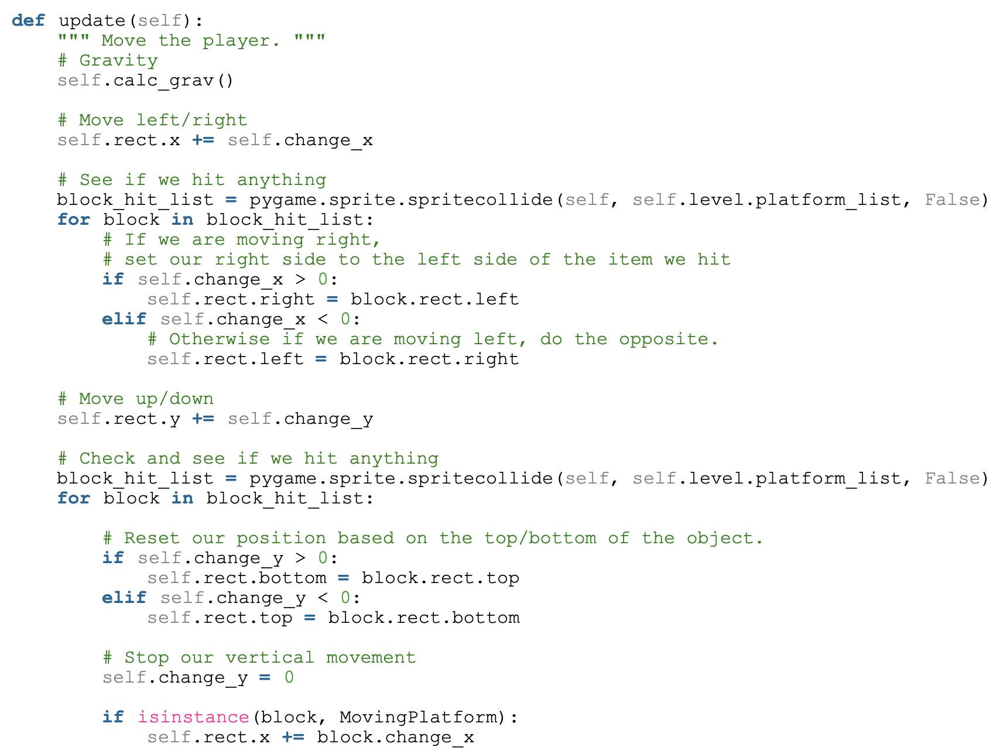 def update(self):
    """ Move the player. """
    # Gravity
    self.calc_grav()

    # Move left/right
    self.rect.x += self.change_x

    # See if we hit anything
    block_hit_list = pygame.sprite.spritecollide(self, self.level.platform_list, False)
    for block in block_hit_list:
        # If we are moving right,
        # set our right side to the left side of the item we hit
        if self.change_x > 0:
            self.rect.right = block.rect.left
        elif self.change_x < 0:
            # Otherwise if we are moving left, do the opposite.
            self.rect.left = block.rect.right

    # Move up/down
    self.rect.y += self.change_y

    # Check and see if we hit anything
    block_hit_list = pygame.sprite.spritecollide(self, self.level.platform_list, False)
    for block in block_hit_list:

        # Reset our position based on the top/bottom of the object.
        if self.change_y > 0:
            self.rect.bottom = block.rect.top
        elif self.change_y < 0:
            self.rect.top = block.rect.bottom

        # Stop our vertical movement
        self.change_y = 0

        if isinstance(block, MovingPlatform):
            self.rect.x += block.change_x